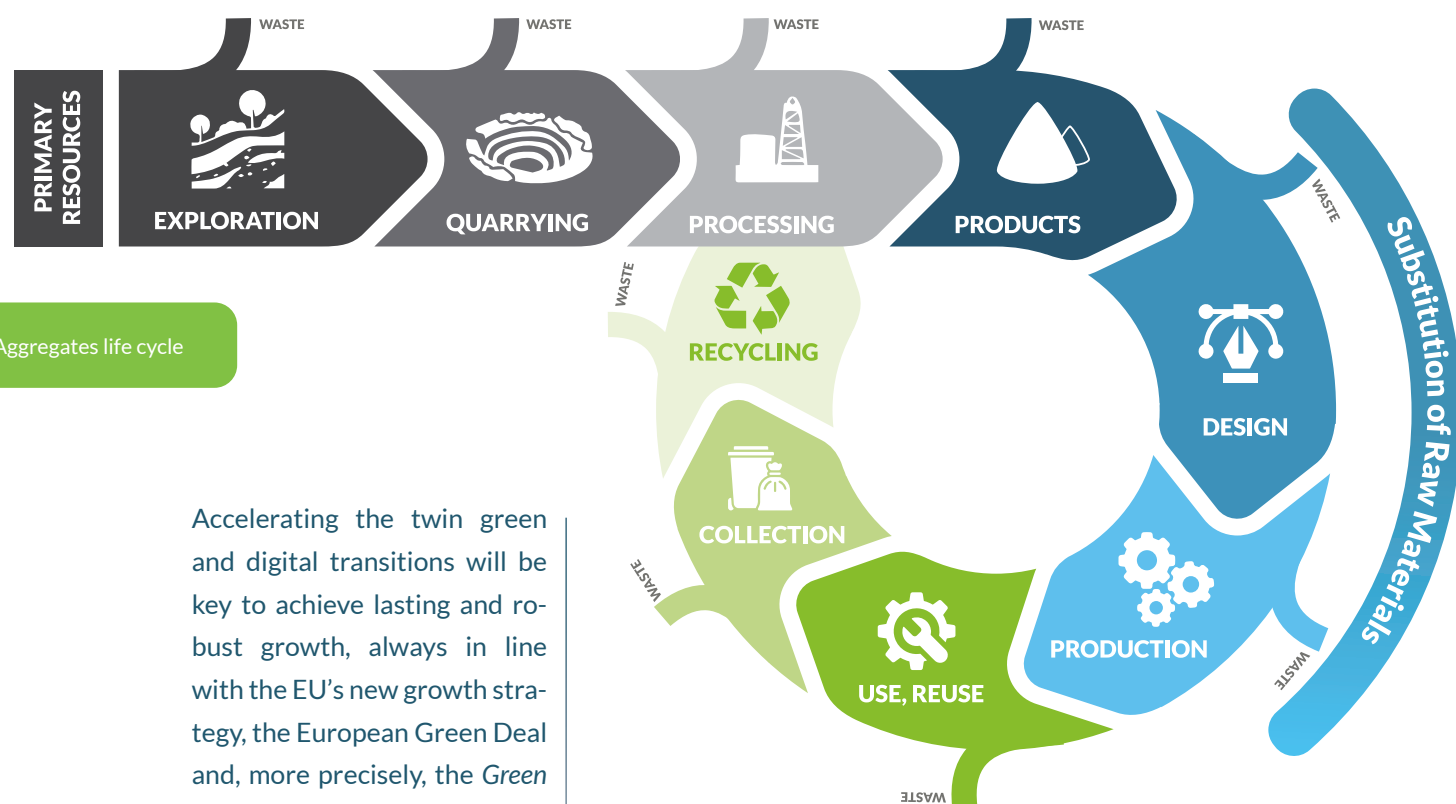 WASTE
WASTE
WASTE
WASTE
PRIMARY
RESOURCES
EXPLORATION
QUARRYING
PROCESSING
PRODUCTS
WASTE
Substitution of Raw Materials
WASTE
RECYCLING
Aggregates life cycle
DESIGN
COLLECTION
WASTE
PRODUCTION
WASTE
USE, REUSE
WASTE
Accelerating the twin green
and digital transitions will be
key to achieve lasting and ro-
bust growth, always in line
with the EU's new growth stra-
tegy, the European Green Deal
and, more precisely, the Green